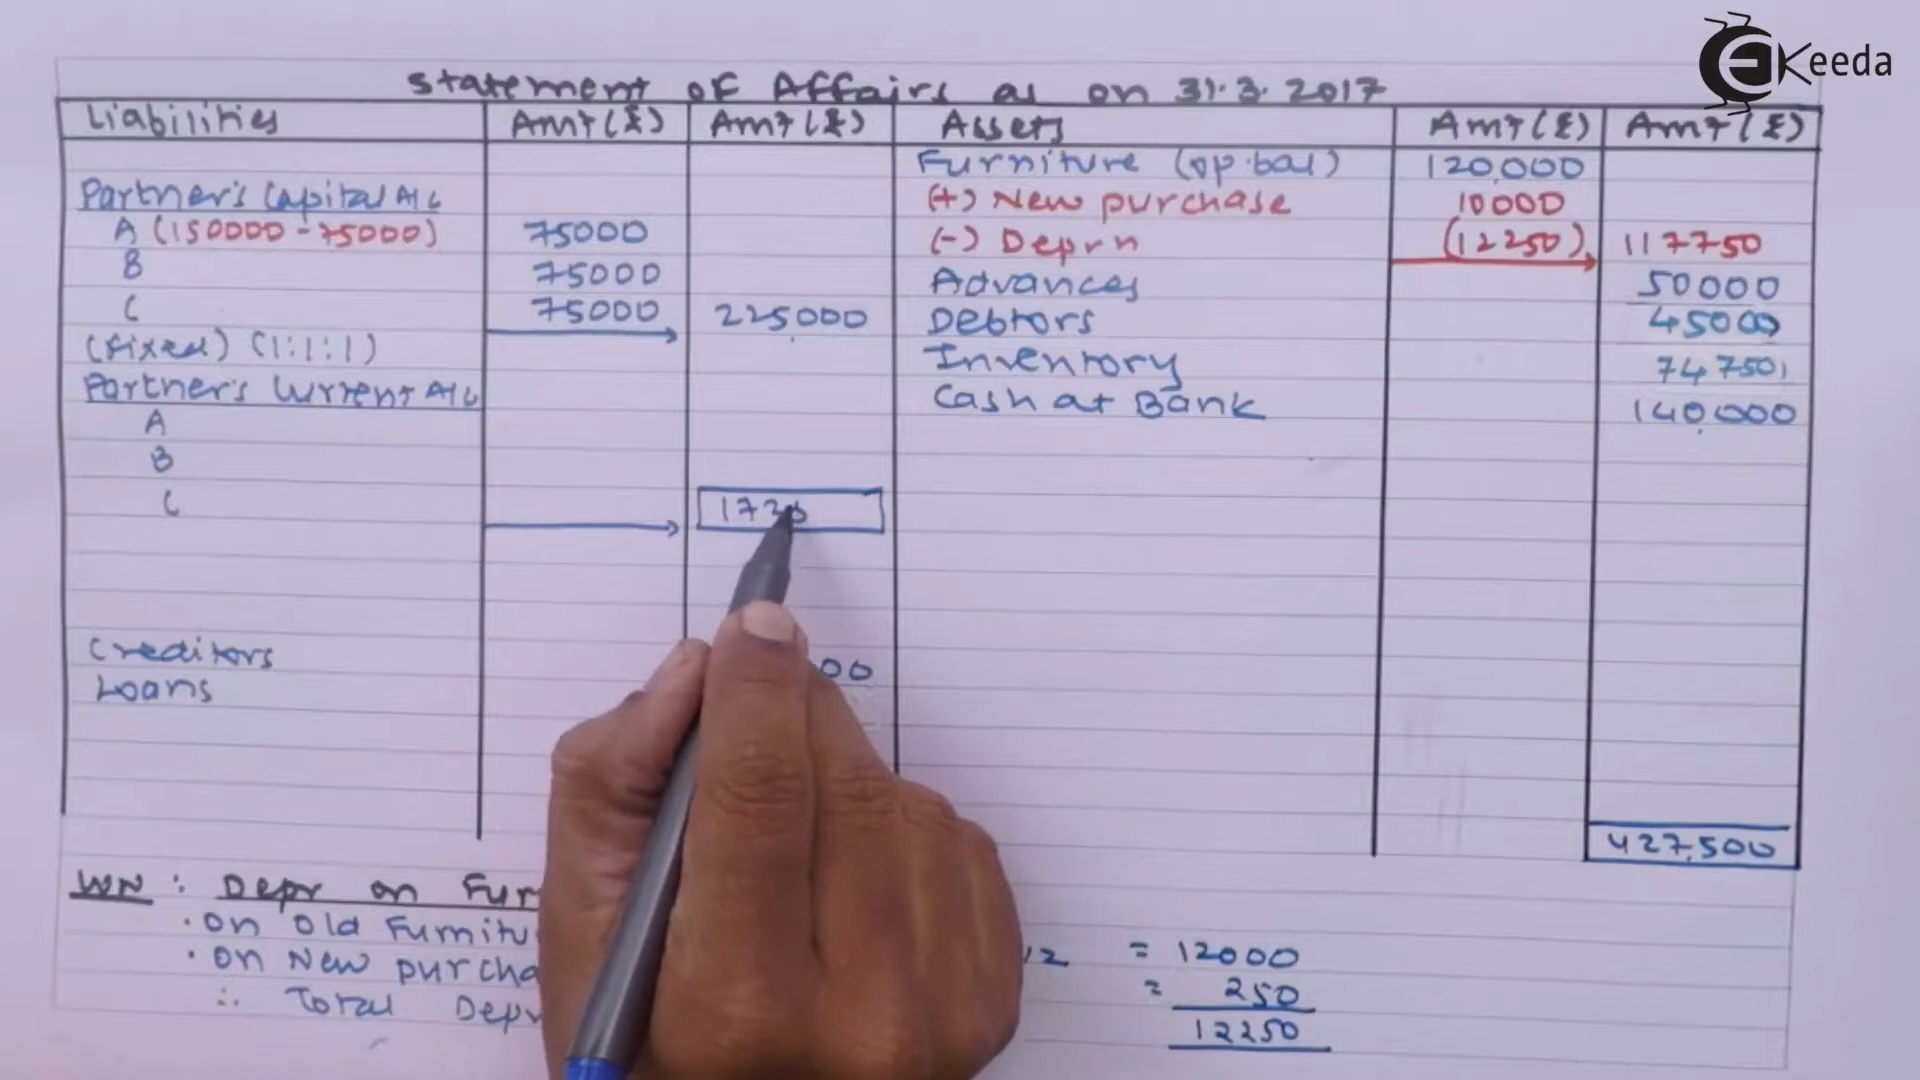 Keeda
Statement of Affairs as on 31.3.2017
Liabilities Amt(₹) Amt(₹) Assets Amt(₹) Amt(₹)
Furniture (op.bal) 120,000
Partner's Capital A/c (+) New purchase 10000
A (150000 - 75000) 75000 (-) Deprn (12250) 117750
B 75000 Advances 50000
C 75000 225000 Debtors 45000
(fixed) (1:1:1) Inventory 74750
Partner's Current A/c Cash at Bank 140,000
A
B
C
Creditors
Loans
427,500
WN : Depr on
· On Old
· On New = 12000
∴ Total = 250
12250